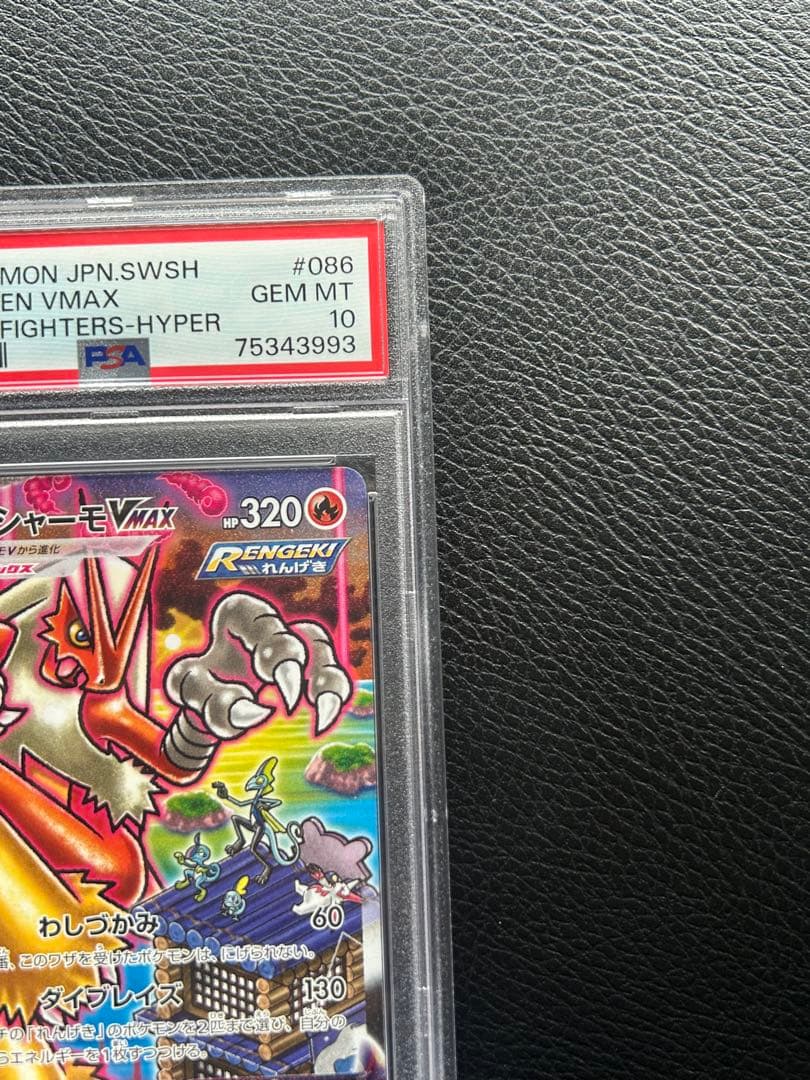 MON JPN.SWSH #086
EN VMAX GEM MT
FIGHTERS-HYPER 10
PSA 75343993
シャーモVMAX HP320
モVから進化
RENGEKI
れんげき
わしづかみ 60
番、このワザを受けたポケモンは、にげられない。
ダイブレイズ 130
チの「れんげき」のポケモンを2匹まで選び、自分の
らエネルギーを1枚ずつつける。